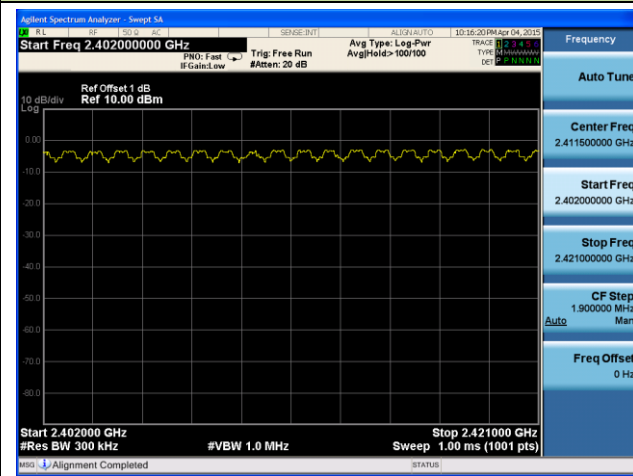 Agilent Spectrum Analyzer - Swept SA
RL RF 50 Ω AC SENSE:INT ALIGN AUTO 10:16:20 PM Apr 04, 2015
Start Freq 2.402000000 GHz
PNO: Fast
IFGain:Low
Trig: Free Run
#Atten: 20 dB
Avg Type: Log-Pwr
Avg|Hold:>100/100
TRACE 1 2 3 4 5 6
TYPE
DET P P N N N N
Ref Offset 1 dB
10 dB/div Ref 10.00 dBm
Log
0.00
-10.0
-20.0
-30.0
-40.0
-50.0
-60.0
-70.0
-80.0
Start 2.402000 GHz Stop 2.421000 GHz
#Res BW 300 kHz #VBW 1.0 MHz Sweep 1.00 ms (1001 pts)
MSG Alignment Completed STATUS
Frequency
Auto Tune
Center Freq
2.411500000 GHz
Start Freq
2.402000000 GHz
Stop Freq
2.421000000 GHz
CF Step
1.900000 MHz
Auto Man
Freq Offset
0 Hz